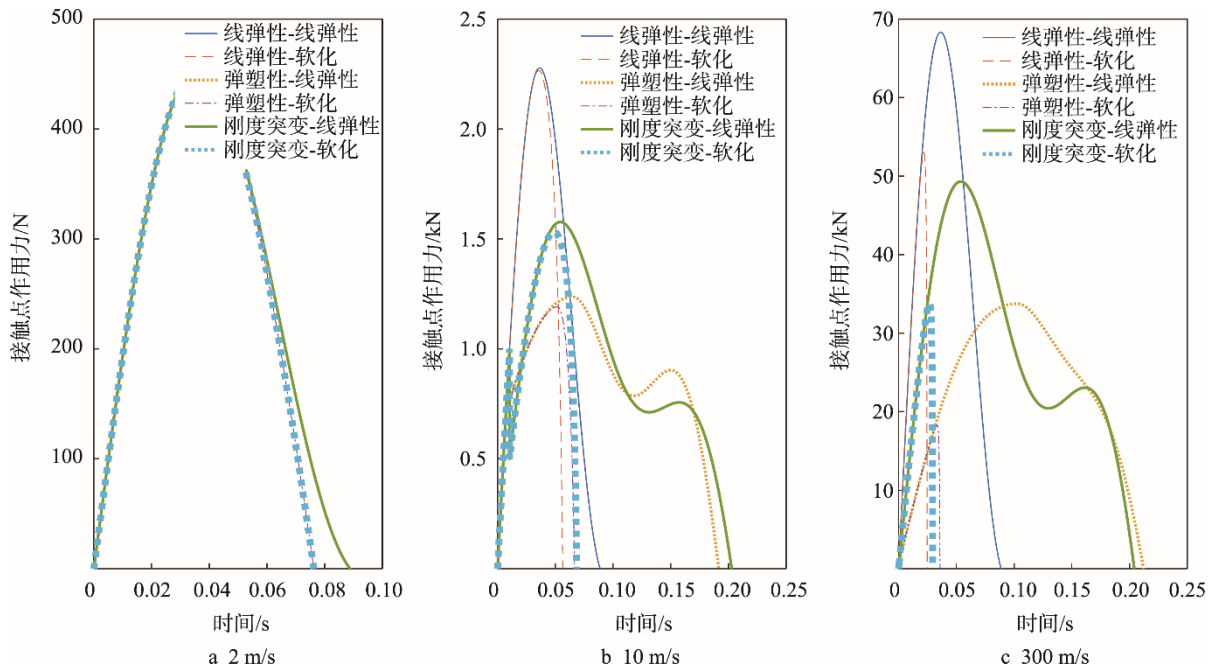 500
400
300
200
100
0
0.02
0.04
0.06
0.08
0.10
接触点作用力/N
时间/s
线弹性-线弹性
线弹性-软化
弹塑性-线弹性
弹塑性-软化
刚度突变-线弹性
刚度突变-软化
a 2 m/s
2.5
2.0
1.5
1.0
0.5
0
0.05
0.10
0.15
0.20
0.25
接触点作用力/kN
时间/s
线弹性-线弹性
线弹性-软化
弹塑性-线弹性
弹塑性-软化
刚度突变-线弹性
刚度突变-软化
b 10 m/s
70
60
50
40
30
20
10
0
0.05
0.10
0.15
0.20
0.25
接触点作用力/kN
时间/s
线弹性-线弹性
线弹性-软化
弹塑性-线弹性
弹塑性-软化
刚度突变-线弹性
刚度突变-软化
c 300 m/s